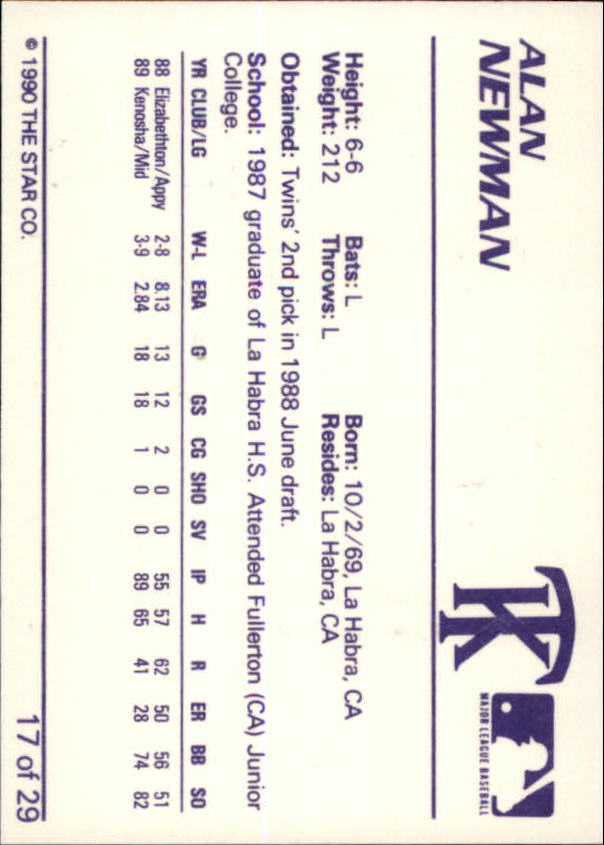 ALAN
NEWMAN
TK
MAJOR LEAGUE BASEBALL
Height: 6-6 Bats: L Born: 10/2/69, La Habra, CA
Weight: 212 Throws: L Resides: La Habra, CA
Obtained: Twins' 2nd pick in 1988 June draft.
School: 1987 graduate of La Habra H.S. Attended Fullerton (CA) Junior
College.
YR CLUB/LG W-L ERA G GS CG SHO SV IP H R ER BB SO
88 Elizabethton/Appy 2-8 8.13 13 12 2 0 0 55 57 62 50 56 51
89 Kenosha/Mid 3-9 2.84 18 18 1 0 0 89 65 41 28 74 82
© 1990 THE STAR CO. 17 of 29